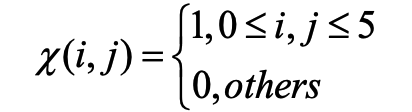 χ(i, j) = {1, 0 ≤ i, j ≤ 5
0, others